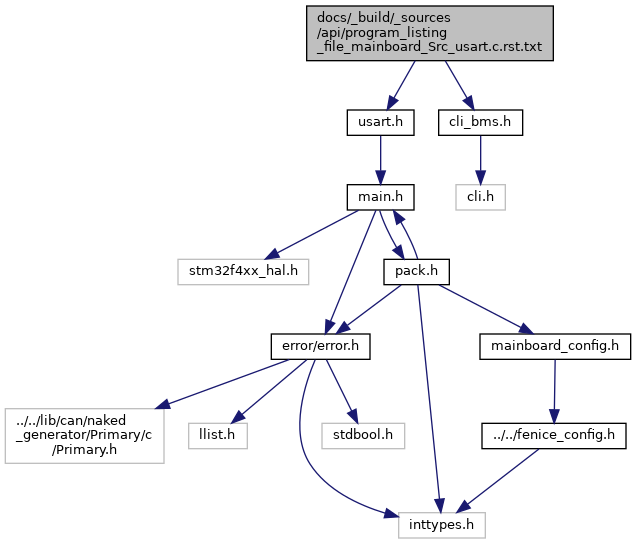 docs/_build/_sources
/api/program_listing
_file_mainboard_Src_usart.c.rst.txt
usart.h
cli_bms.h
main.h
cli.h
stm32f4xx_hal.h
pack.h
error/error.h
mainboard_config.h
../../lib/can/naked
_generator/Primary/c
/Primary.h
llist.h
stdbool.h
../../fenice_config.h
inttypes.h